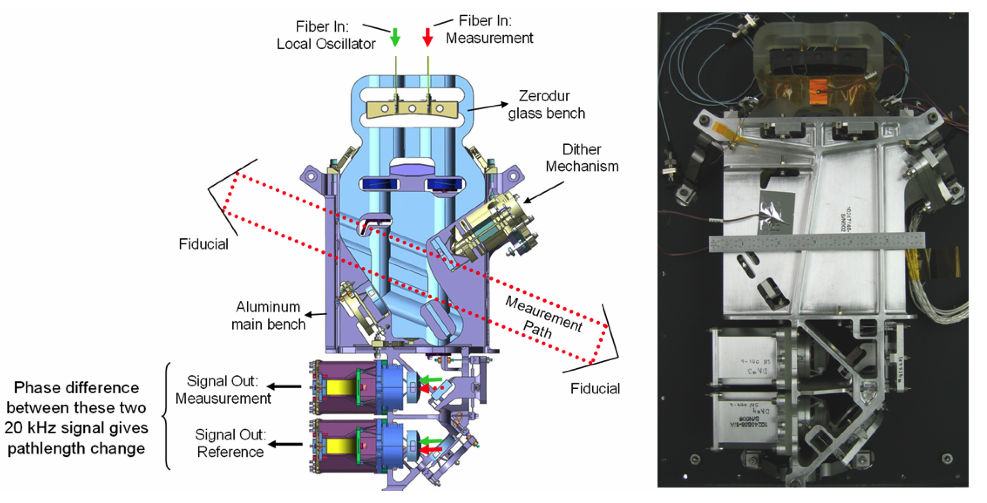 Fiber In:
Local Oscillator
Fiber In:
Measurement
Zerodur
glass bench
Dither
Mechanism
Fiducial
Aluminum
main bench
Meaurement
Path
Fiducial
Phase difference
between these two
20 kHz signal gives
pathlength change
Signal Out:
Meausurement
Signal Out:
Reference